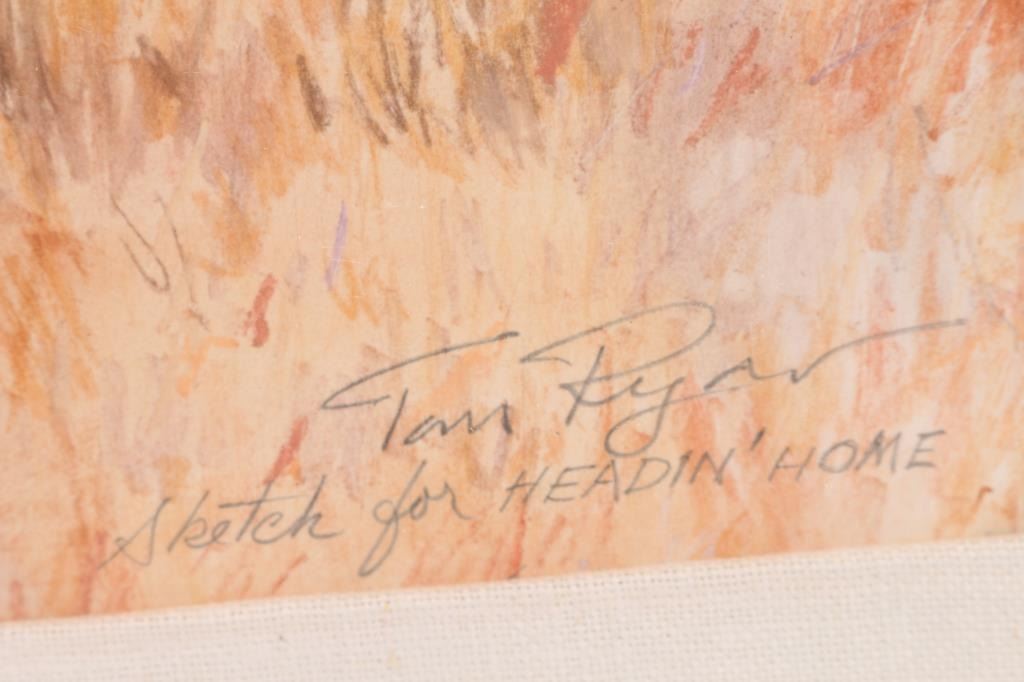 Tom Ryan
Sketch for HEADIN' HOME